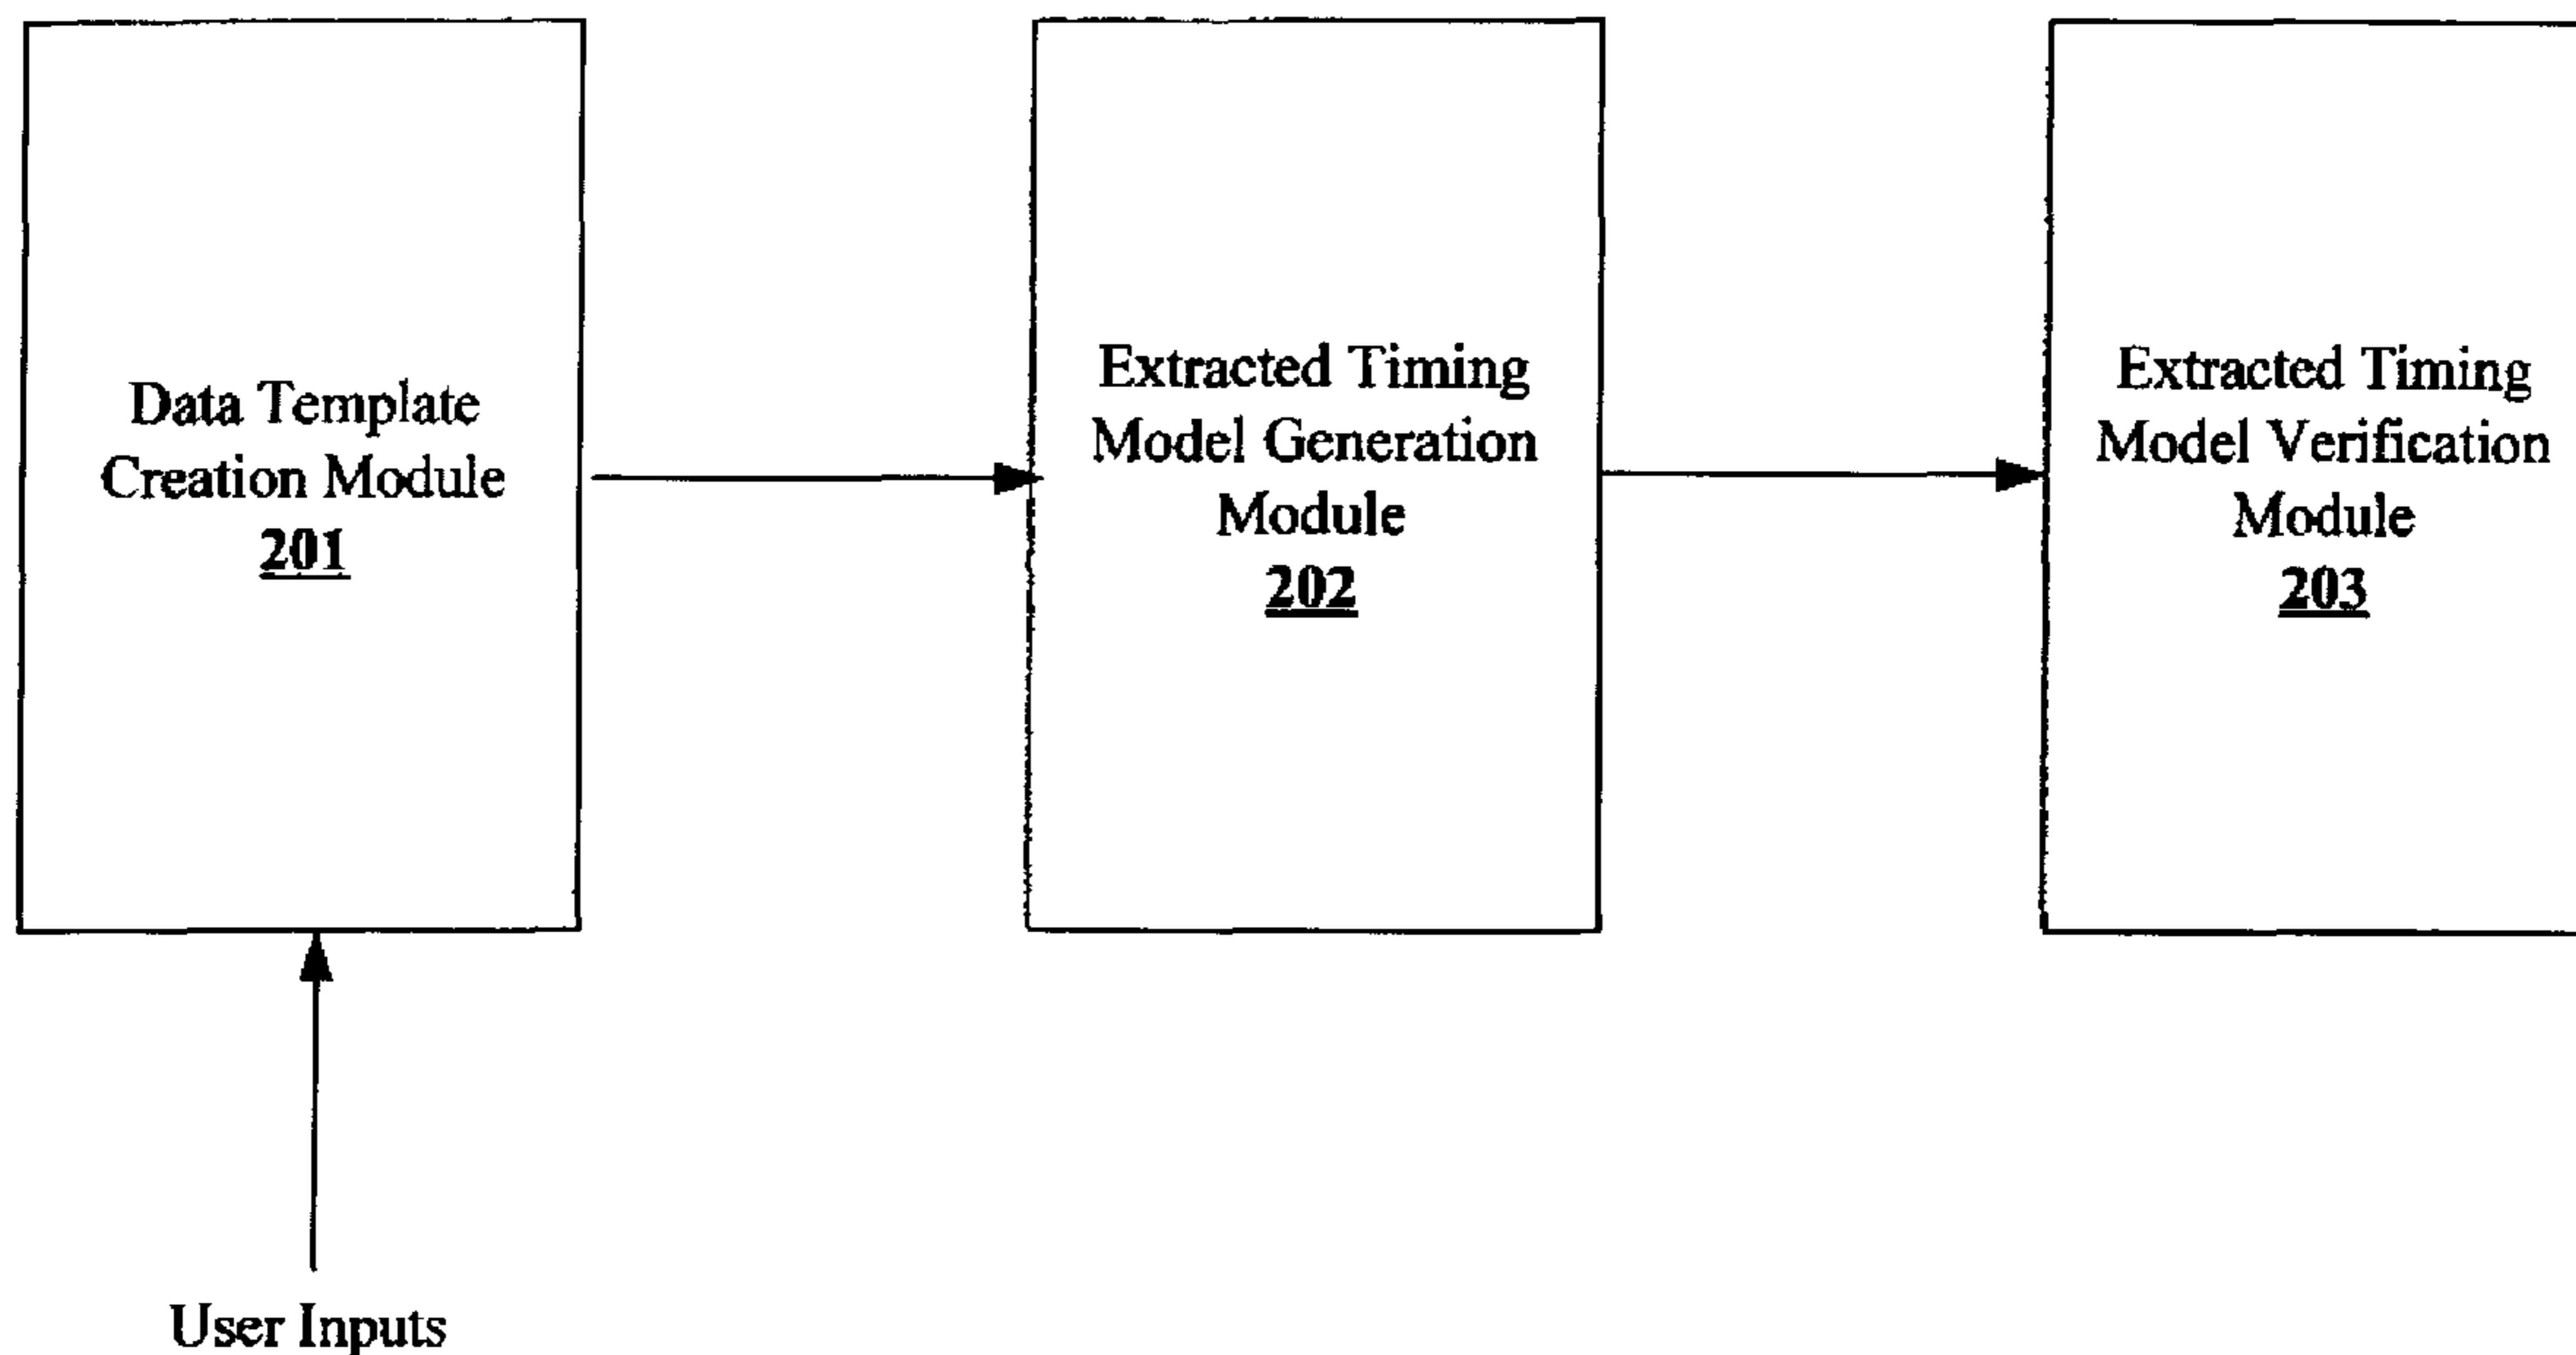 Data Template
Creation Module
201
Extracted Timing
Model Generation
Module
202
Extracted Timing
Model Verification
Module
203
User Inputs